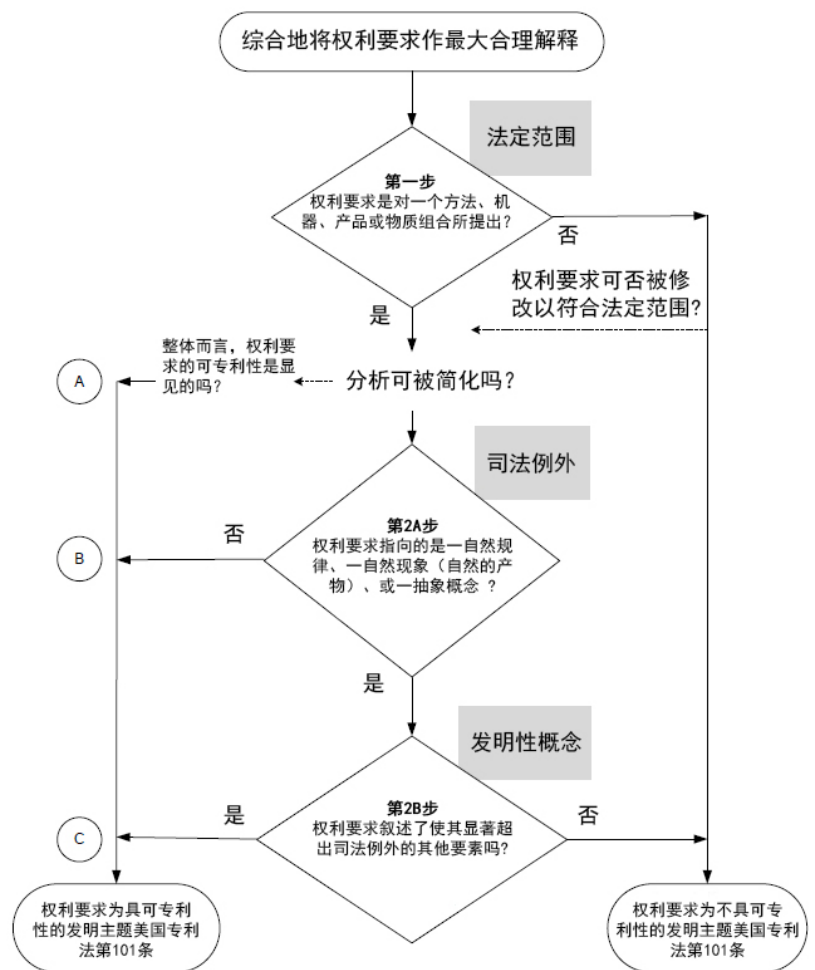 综合地将权利要求作最大合理解释
法定范围
第一步
权利要求是对一个方法、机
器、产品或物质组合所提出?
否
权利要求可否被修
改以符合法定范围?
是
整体而言，权利要
求的可专利性是显
见的吗?
A
分析可被简化吗?
司法例外
第2A步
权利要求指向的是一自然规
律、一自然现象（自然的产
物）、或一抽象概念 ?
否
B
是
发明性概念
第2B步
权利要求叙述了使其显著超
出司法例外的其他要素吗?
是
否
C
权利要求为具可专利
性的发明主题美国专利
法第101条
权利要求为不具可专
利性的发明主题美国专利
法第101条